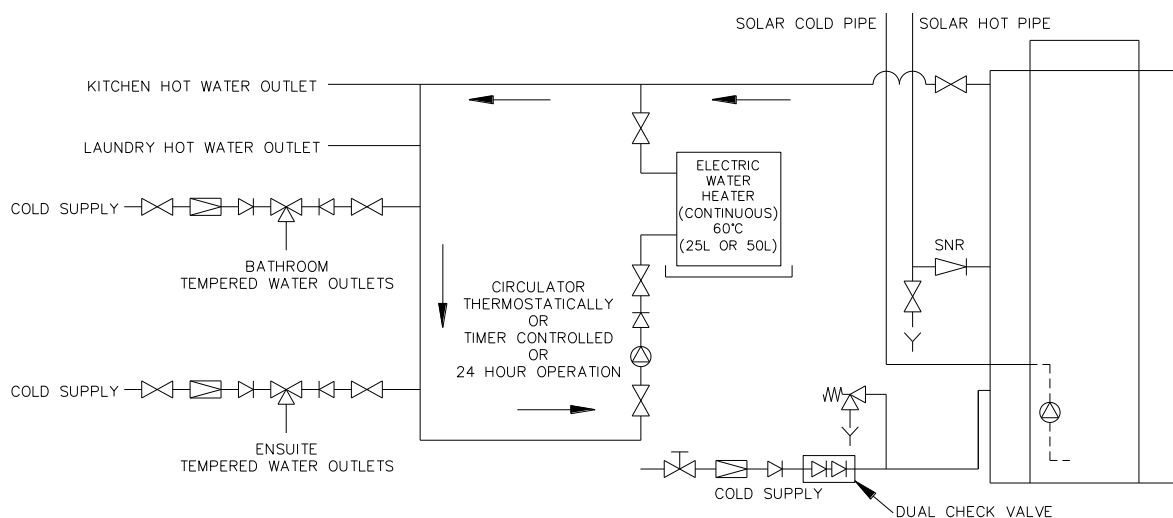 SOLAR COLD PIPE
SOLAR HOT PIPE
KITCHEN HOT WATER OUTLET
LAUNDRY HOT WATER OUTLET
ELECTRIC
WATER
HEATER
(CONTINUOUS)
60°C
(25L OR 50L)
COLD SUPPLY
BATHROOM
TEMPERED WATER OUTLETS
SNR
CIRCULATOR
THERMOSTATICALLY
OR
TIMER CONTROLLED
OR
24 HOUR OPERATION
COLD SUPPLY
ENSUITE
TEMPERED WATER OUTLETS
COLD SUPPLY
DUAL CHECK VALVE